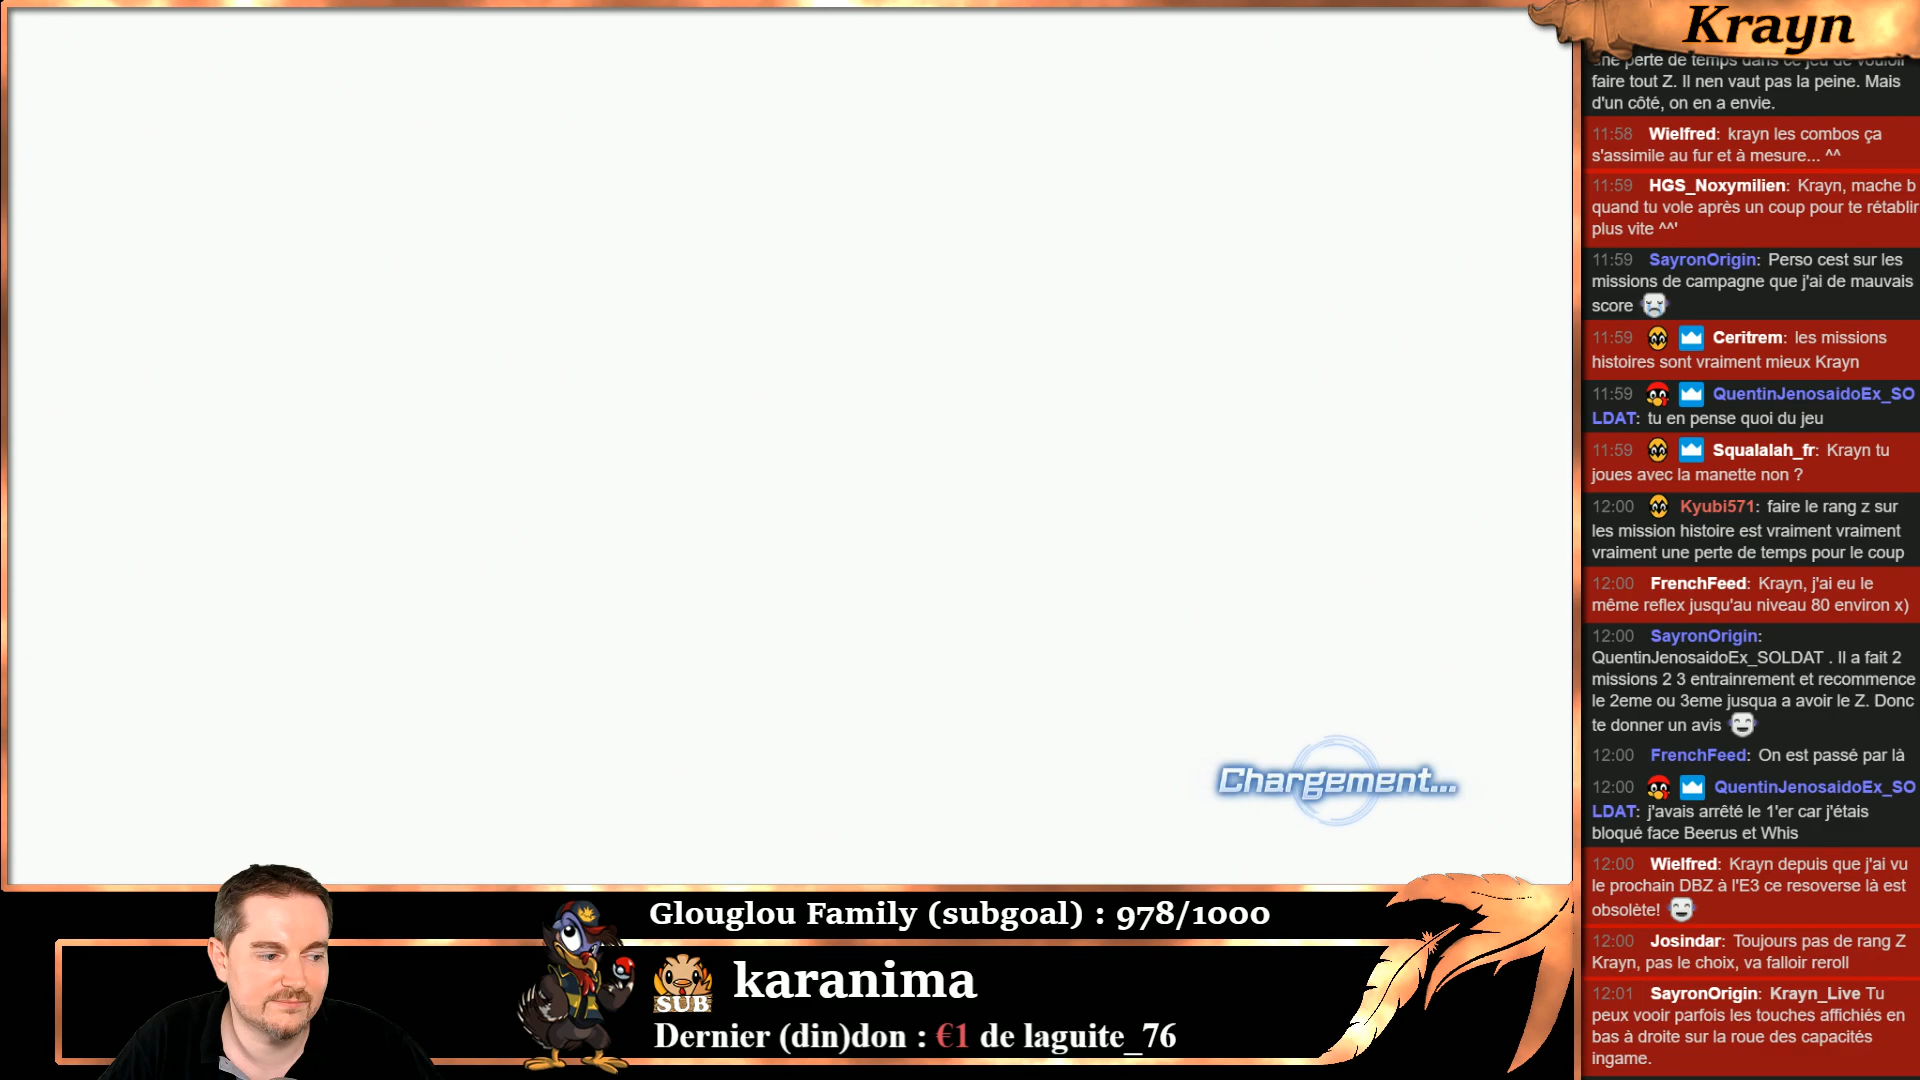 Krayn
une perte de temps dans ce jeu de vouloir
faire tout Z. Il nen vaut pas la peine. Mais
d'un côté, on en a envie.
11:58 Wielfred: krayn les combos ça
s'assimile au fur et à mesure... ^^
11:59 HGS_Noxymilien: Krayn, mache b
quand tu vole après un coup pour te rétablir
plus vite ^^'
11:59 SayronOrigin: Perso cest sur les
missions de campagne que j'ai de mauvais
score
11:59 Ceritrem: les missions
histoires sont vraiment mieux Krayn
11:59 QuentinJenosaidoEx_SO
LDAT: tu en pense quoi du jeu
11:59 Squalalah_fr: Krayn tu
joues avec la manette non ?
12:00 Kyubi571: faire le rang z sur
les mission histoire est vraiment vraiment
vraiment une perte de temps pour le coup
12:00 FrenchFeed: Krayn, j'ai eu le
même reflex jusqu'au niveau 80 environ x)
12:00 SayronOrigin:
QuentinJenosaidoEx_SOLDAT . Il a fait 2
missions 2 3 entrainrement et recommence
le 2eme ou 3eme jusqua a avoir le Z. Donc
te donner un avis
12:00 FrenchFeed: On est passé par là
12:00 QuentinJenosaidoEx_SO
LDAT: j'avais arrêté le 1'er car j'étais
bloqué face Beerus et Whis
12:00 Wielfred: Krayn depuis que j'ai vu
le prochain DBZ à l'E3 ce resoverse là est
obsolète!
12:00 Josindar: Toujours pas de rang Z
Krayn, pas le choix, va falloir reroll
12:01 SayronOrigin: Krayn_Live Tu
peux vooir parfois les touches affichiés en
bas à droite sur la roue des capacités
ingame.
Chargement...
Glouglou Family (subgoal) : 978/1000
SUB karanima
Dernier (din)don : €1 de laguite_76